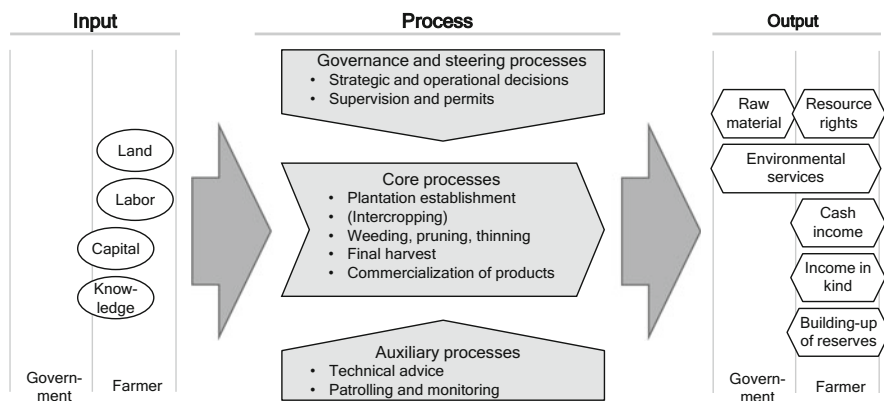 Input
Process
Output
Governance and steering processes
• Strategic and operational decisions
• Supervision and permits
Land
Labor
Capital
Know-
ledge
Core processes
• Plantation establishment
• (Intercropping)
• Weeding, pruning, thinning
• Final harvest
• Commercialization of products
Auxiliary processes
• Technical advice
• Patrolling and monitoring
Raw
material
Resource
rights
Environmental
services
Cash
income
Income in
kind
Building-up
of reserves
Govern-
ment
Farmer
Govern-
ment
Farmer